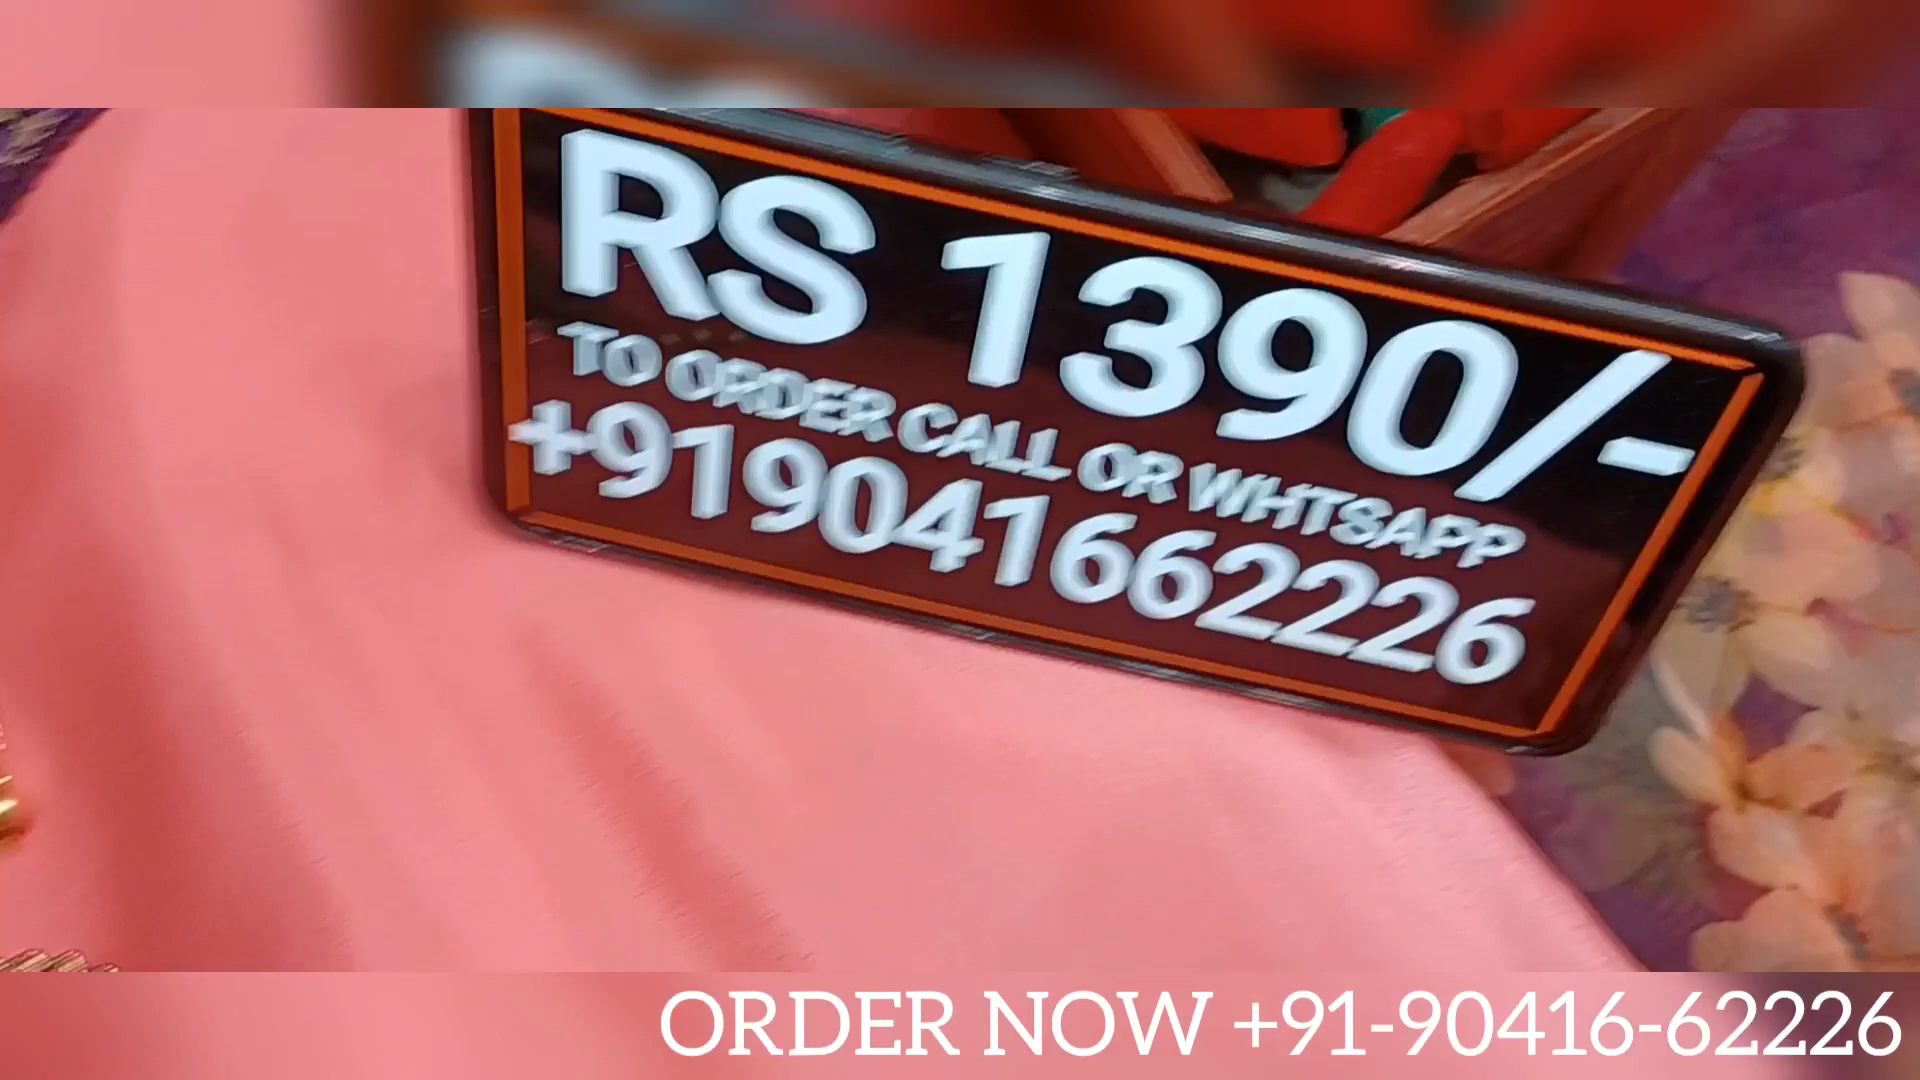 RS 1390/-
TO ORDER CALL OR WHTSAPP
+919041662226
ORDER NOW +91-90416-62226